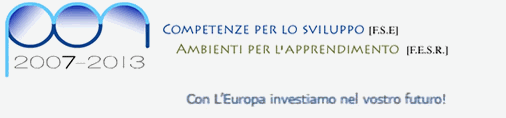 pon
COMPETENZE PER LO SVILUPPO [F.S.E]
AMBIENTI PER L'APPRENDIMENTO [F.E.S.R.]
2007-2013
Con L'Europa investiamo nel vostro futuro!